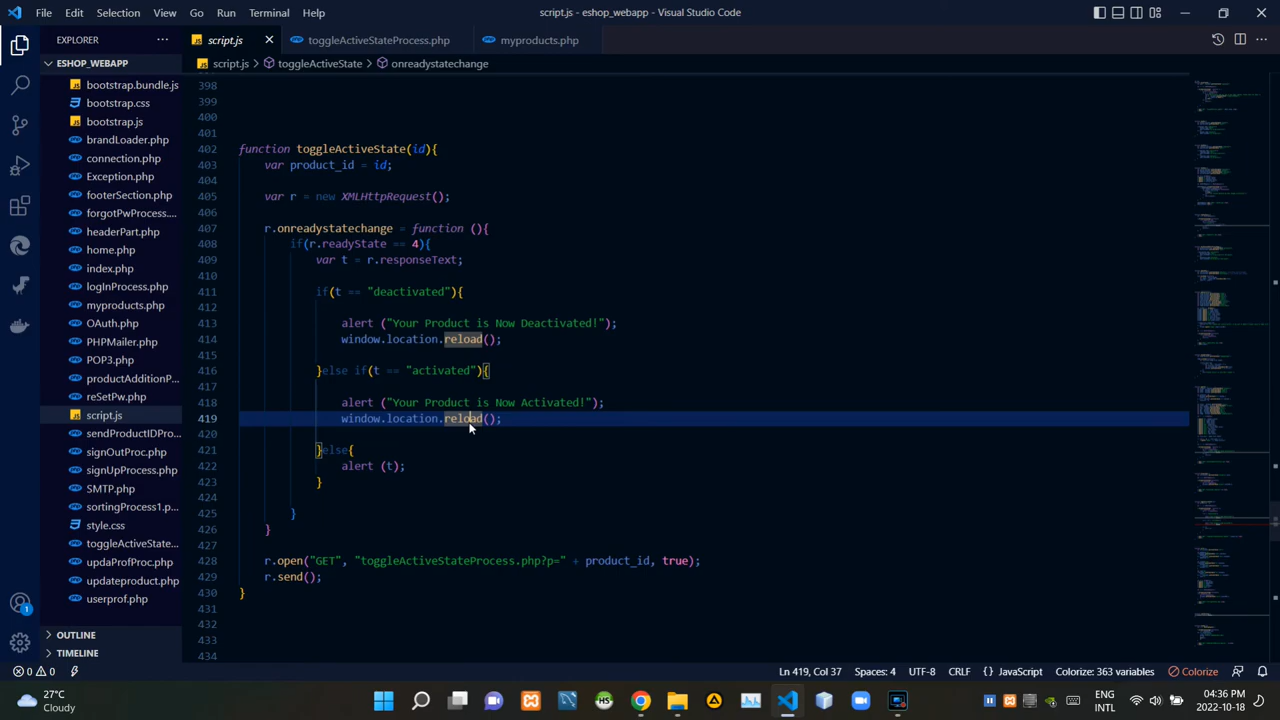 File Edit Selection View Go Run Terminal Help
script.js - eshop_webapp - Visual Studio Code
EXPLORER
script.js
toggleActiveStateProcess.php
myproducts.php
ESHOP_WEBAPP
script.js > toggleActiveState > onreadystatechange
bootstrap.bundle.js
bootstrap.css
bootstrap.js
brandLoader.php
connection.php
Exception.php
footerSection.php
forgotPwProcess....
headerPart.php
home.php
index.php
logInProcess.php
myproducts.php
OAuth.php
PHPMailer.php
POP3.php
productAdditionP...
reSetPw.php
script.js
sendProductIDPro...
signOutProc.php
signUpProcess.php
SMTP.php
sortingProcess.php
style.css
toggleActiveState...
updateProfProces...
updateproduct.php
userprof.php
OUTLINE
TIMELINE
398
399
400
401
402 function toggleActiveState(id){
403 var product_id = id;
404
405 var r = new XMLHttpRequest();
406
407 r.onreadystatechange = function (){
408 if(r.readyState == 4){
409 var t = r.responseText;
410
411 if(t == "deactivated"){
412
413 alert ("Your Product is Now Deactivated!");
414 window.location.reload();
415
416 }else if(t == "activated"){
417
418 alert ("Your Product is Now Activated!");
419 window.location.reload()
420
421 }
422 alert (t);
423 }
424
425 }
426 }
427
428 r.open("GET", "toggleActiveStateProcess.php?p=" + product_id, true);
429 r.send();
430 }
431
432
433
434
1
0 0 Ln 419, Col 37 Spaces: 4 UTF-8 CRLF {} JavaScript Colorize: 363 variables Colorize
27°C
Cloudy
ENG
INTL
04:36 PM
2022-10-18